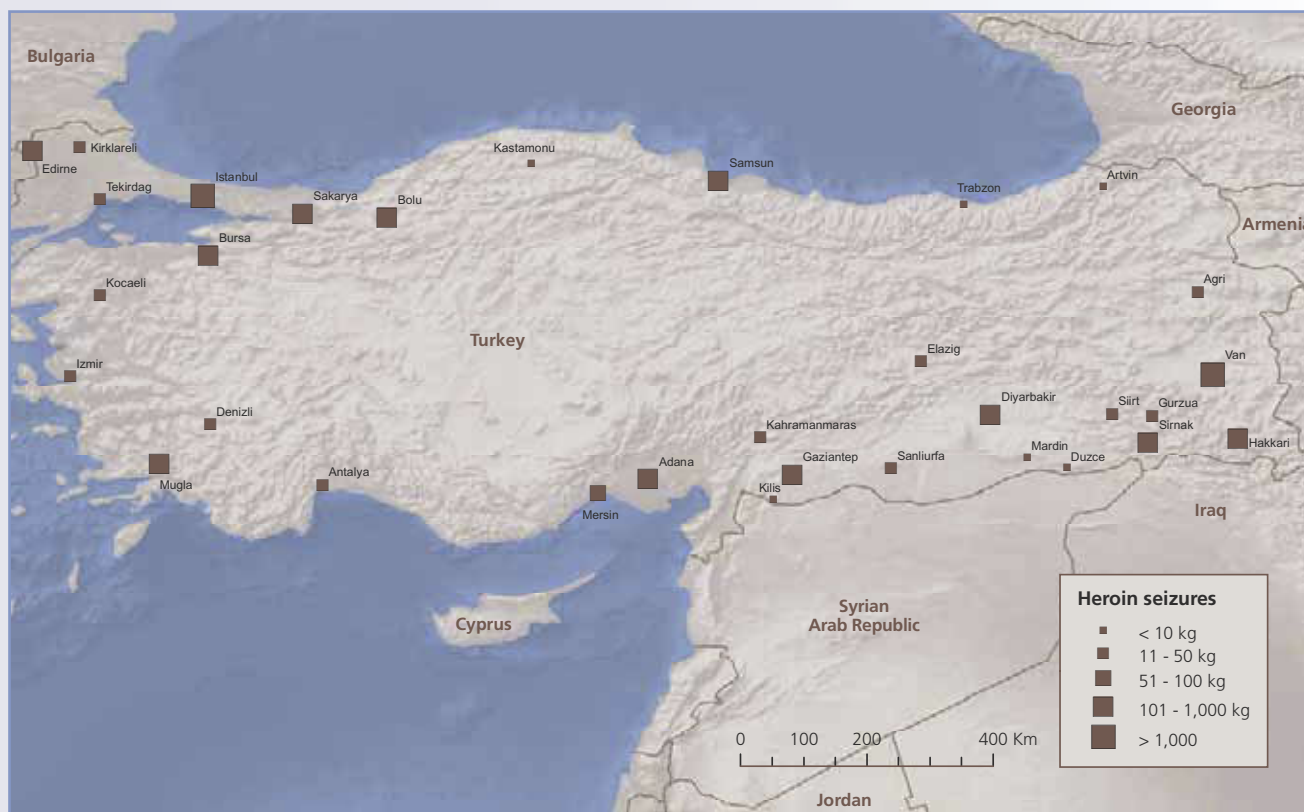 Bulgaria
Georgia
Kirklareli
Kastamonu
Samsun
Edirne
Istanbul
Artvin
Tekirdag
Sakarya
Bolu
Trabzon
Armenia
Bursa
Kocaeli
Agri
Turkey
Elazig
Van
Izmir
Diyarbakir
Siirt
Gurzua
Denizli
Kahramanmaras
Sirnak
Mardin
Hakkari
Adana
Gaziantep
Sanliurfa
Duzce
Mugla
Antalya
Kilis
Mersin
Iraq
Heroin seizures
< 10 kg
11 - 50 kg
51 - 100 kg
101 - 1,000 kg
> 1,000
Syrian
Arab Republic
Cyprus
0 100 200 400 Km
Jordan